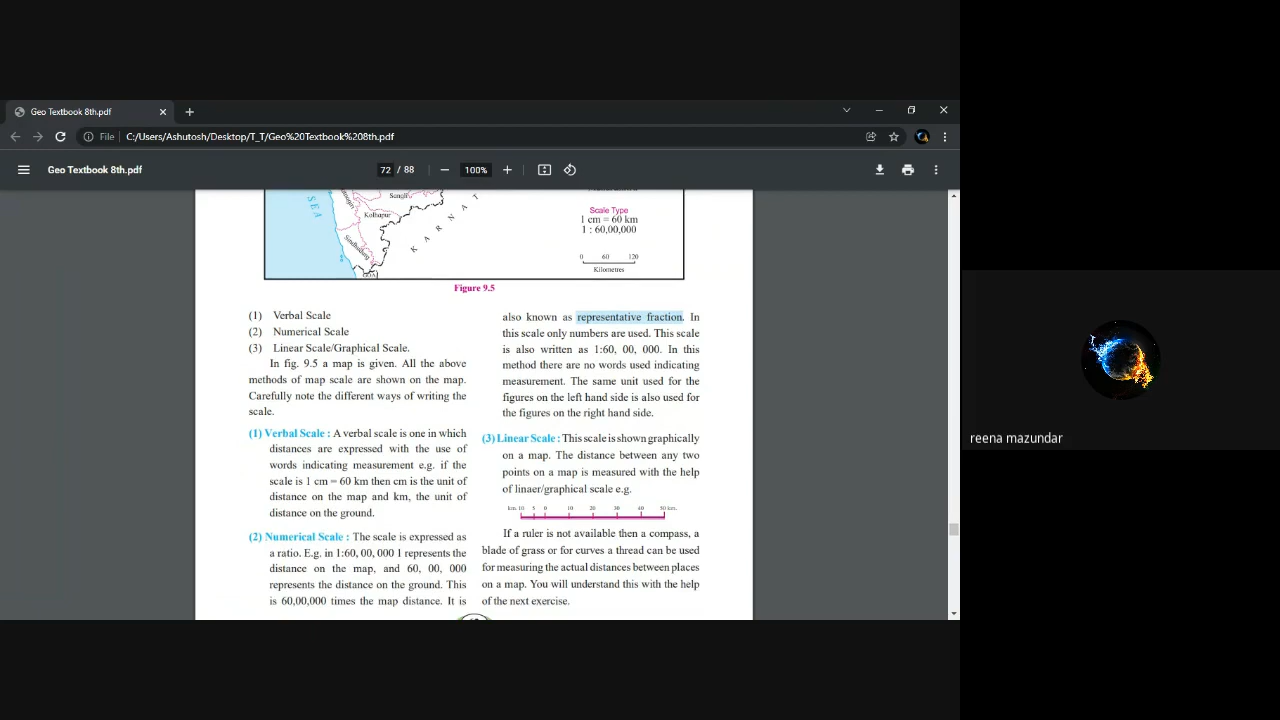 Geo Textbook 8th.pdf
File
C:/Users/Ashutosh/Desktop/T_T/Geo%20Textbook%208th.pdf
Geo Textbook 8th.pdf
72 / 88
100%
SEA
Sangli
Kolhapur
Sindhudurg
GOA
KARNAT
Scale Type
1 cm = 60 km
1 : 60,00,000
0 60 120
Kilometres
Figure 9.5
(1) Verbal Scale
(2) Numerical Scale
(3) Linear Scale/Graphical Scale.
In fig. 9.5 a map is given. All the above
methods of map scale are shown on the map.
Carefully note the different ways of writing the
scale.
(1) Verbal Scale : A verbal scale is one in which
distances are expressed with the use of
words indicating measurement e.g. if the
scale is 1 cm = 60 km then cm is the unit of
distance on the map and km, the unit of
distance on the ground.
(2) Numerical Scale : The scale is expressed as
a ratio. E.g. in 1:60, 00, 000 1 represents the
distance on the map, and 60, 00, 000
represents the distance on the ground. This
is 60,00,000 times the map distance. It is
also known as representative fraction. In
this scale only numbers are used. This scale
is also written as 1:60, 00, 000. In this
method there are no words used indicating
measurement. The same unit used for the
figures on the left hand side is also used for
the figures on the right hand side.
(3) Linear Scale : This scale is shown graphically
on a map. The distance between any two
points on a map is measured with the help
of linaer/graphical scale e.g.
km. 10 5 0 10 20 30 40 50 km.
If a ruler is not available then a compass, a
blade of grass or for curves a thread can be used
for measuring the actual distances between places
on a map. You will understand this with the help
of the next exercise.
reena mazundar